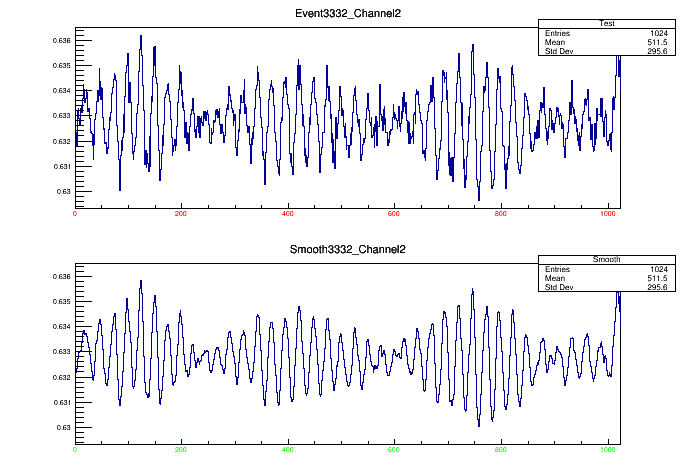 Event3332_Channel2
Test
Entries 1024
Mean 511.5
Std Dev 295.6
0.636
0.635
0.634
0.633
0.632
0.631
0.63
0 200 400 600 800 1000
Smooth3332_Channel2
Smooth
Entries 1024
Mean 511.5
Std Dev 295.6
0.636
0.635
0.634
0.633
0.632
0.631
0.63
0 200 400 600 800 1000